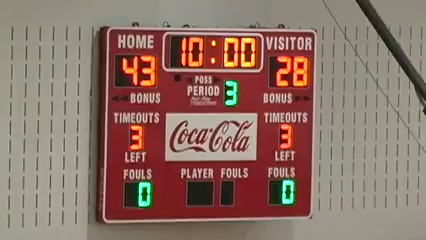 HOME 10:00 VISITOR
43 POSS 28
PERIOD
BONUS 3 BONUS
TIMEOUTS TIMEOUTS
3 Coca-Cola 3
LEFT LEFT
FOULS PLAYER FOULS FOULS
0 0